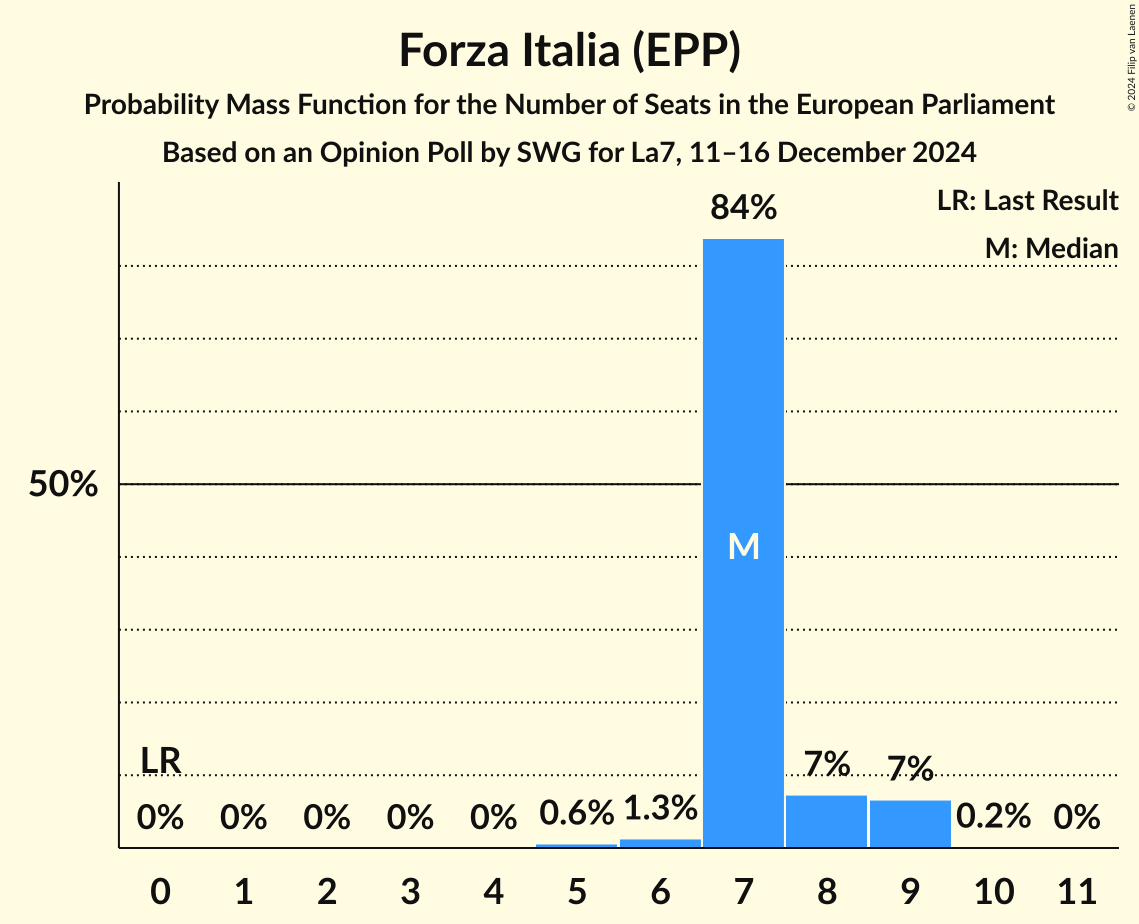 Forza Italia (EPP)
Probability Mass Function for the Number of Seats in the European Parliament
Based on an Opinion Poll by SWG for La7, 11–16 December 2024
© 2024 Filip van Laenen
LR: Last Result
M: Median
84%
50%
M
LR
0% 0% 0% 0% 0% 0.6% 1.3% 7% 7% 0.2% 0%
0 1 2 3 4 5 6 7 8 9 10 11